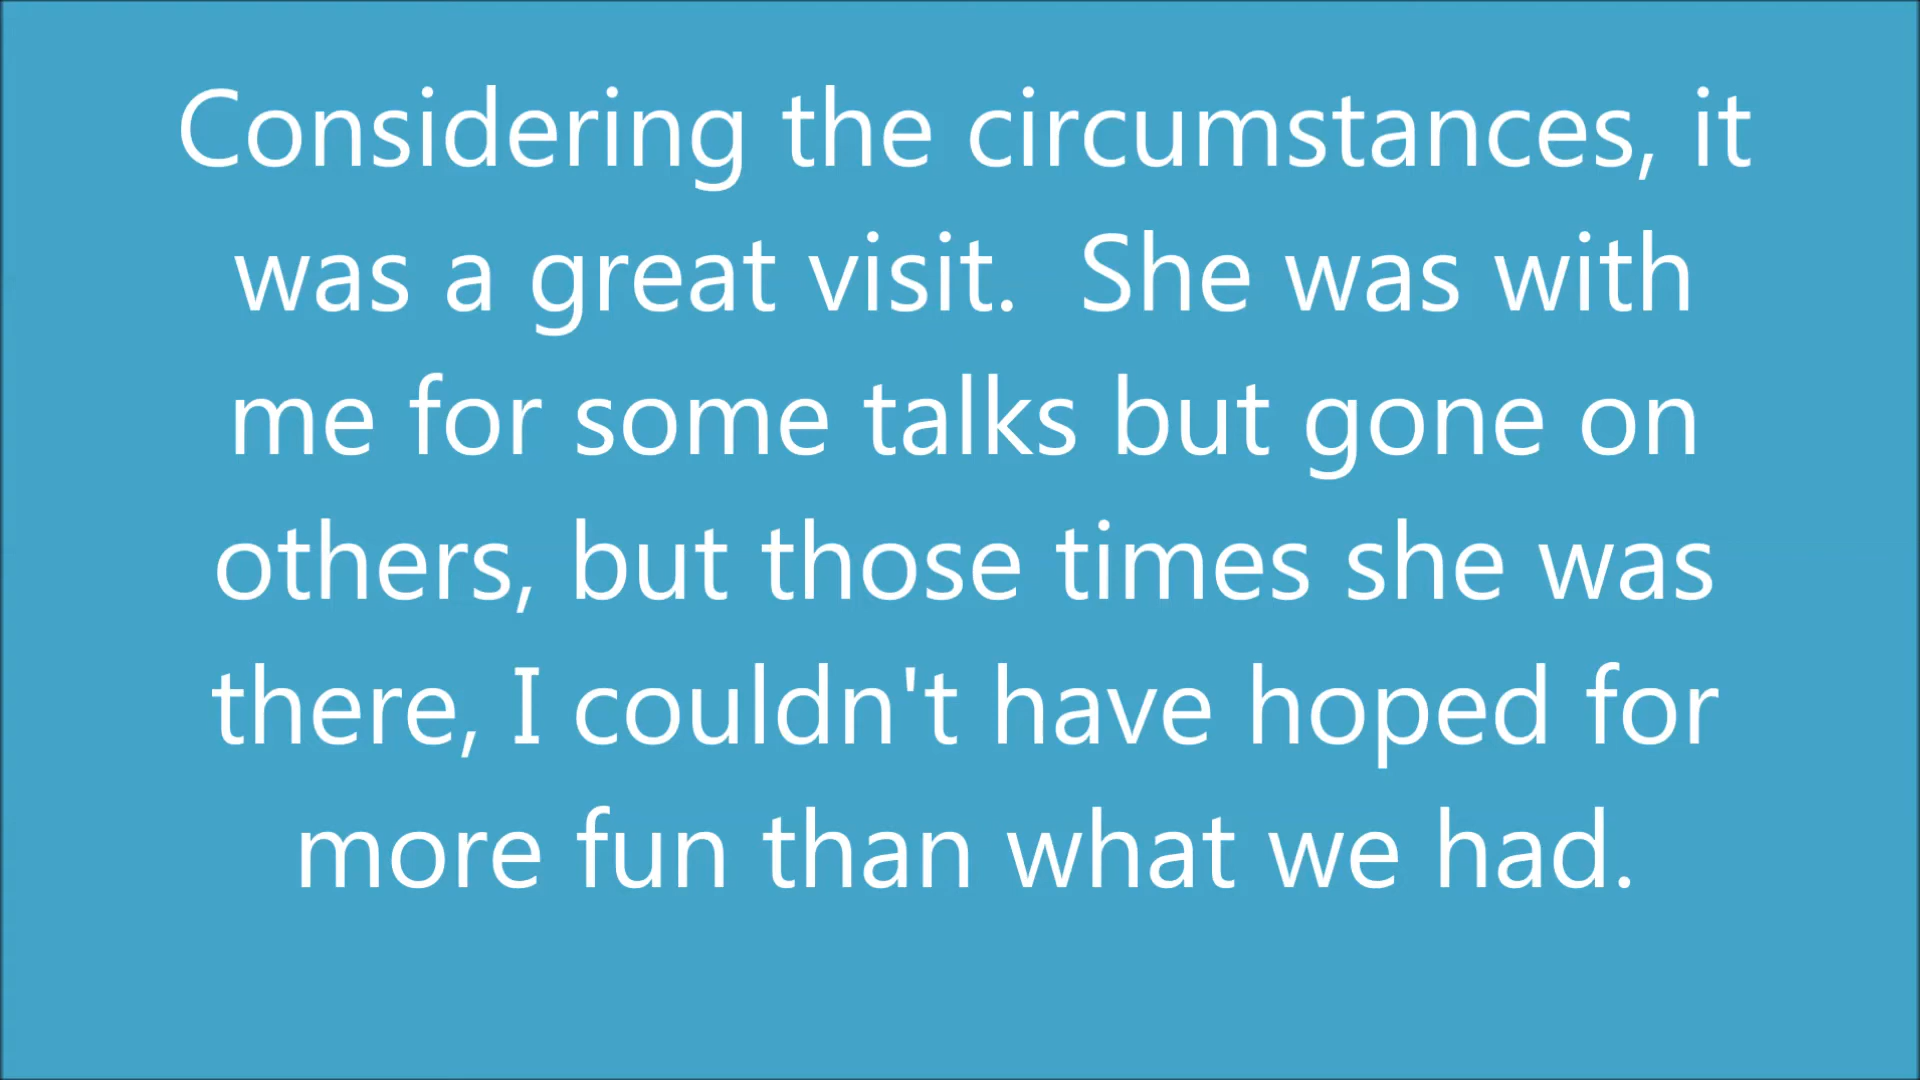 Considering the circumstances, it
was a great visit.  She was with
me for some talks but gone on
others, but those times she was
there, I couldn't have hoped for
more fun than what we had.